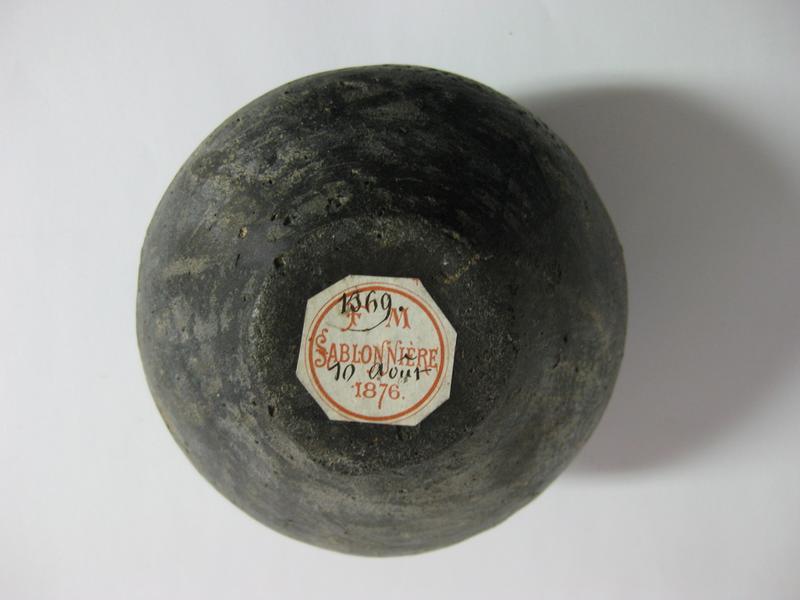 1369.
F M
SABLONNIÈRE
10 Août
1876.